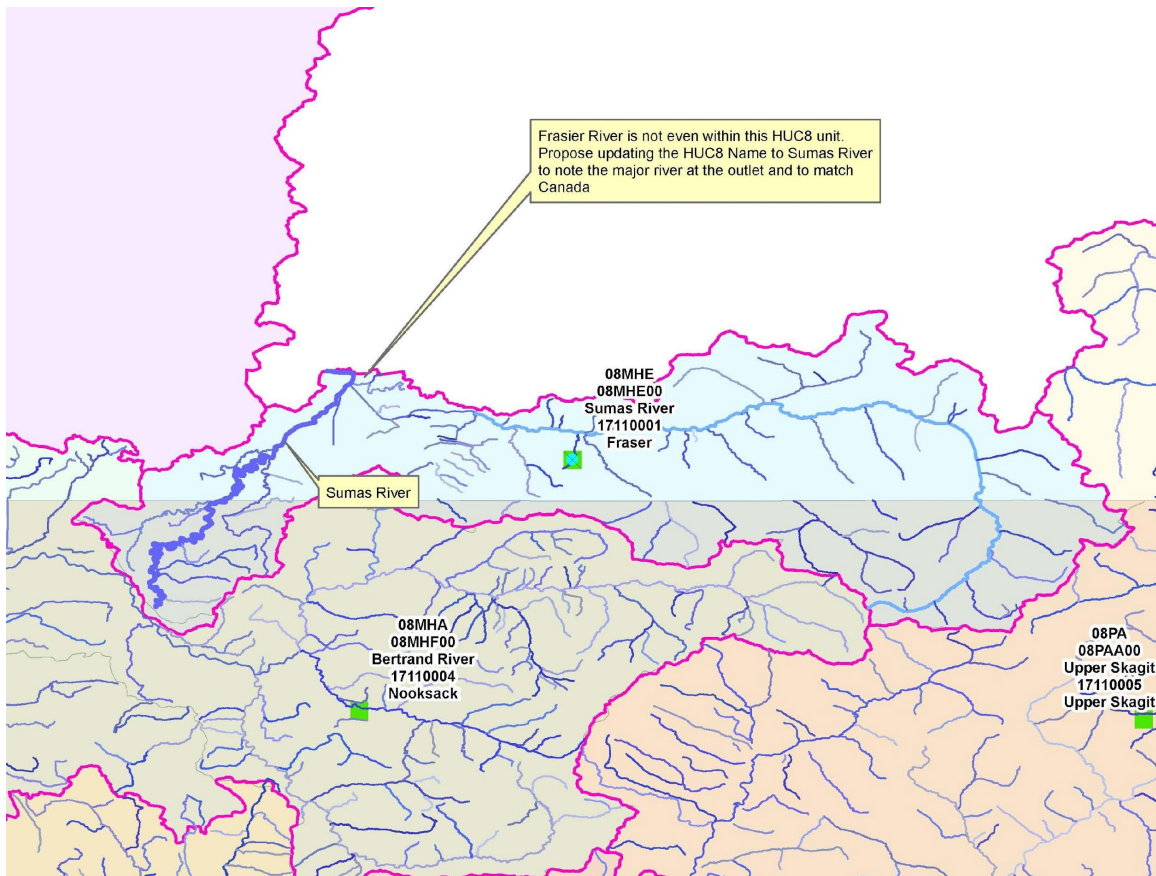 Frasier River is not even within this HUC8 unit.
Propose updating the HUC8 Name to Sumas River
to note the major river at the outlet and to match
Canada
08MHE
08MHE00
Sumas River
17110001
Fraser
Sumas River
08MHA
08MHF00
Bertrand River
17110004
Nooksack
08PA
08PAA00
Upper Skagit
17110005
Upper Skagit